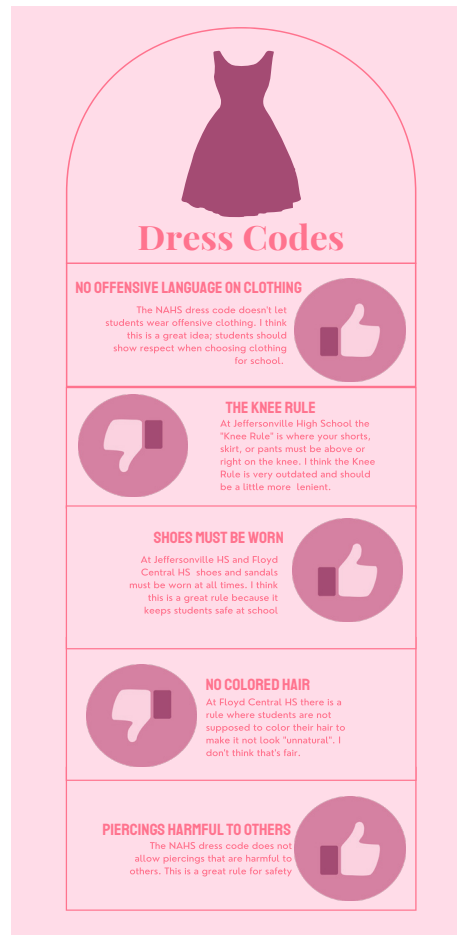 Dress Codes
NO OFFENSIVE LANGUAGE ON CLOTHING
The NAHS dress code doesn't let
students wear offensive clothing. I think
this is a great idea; students should
show respect when choosing clothing
for school.
THE KNEE RULE
At Jeffersonville High School the
"Knee Rule" is where your shorts,
skirt, or pants must be above or
right on the knee. I think the Knee
Rule is very outdated and should
be a little more lenient.
SHOES MUST BE WORN
At Jeffersonville HS and Floyd
Central HS shoes and sandals
must be worn at all times. I think
this is a great rule because it
keeps students safe at school
NO COLORED HAIR
At Floyd Central HS there is a
rule where students are not
supposed to color their hair to
make it not look "unnatural". I
don't think that's fair.
PIERCINGS HARMFUL TO OTHERS
The NAHS dress code does not
allow piercings that are harmful to
others. This is a great rule for safety